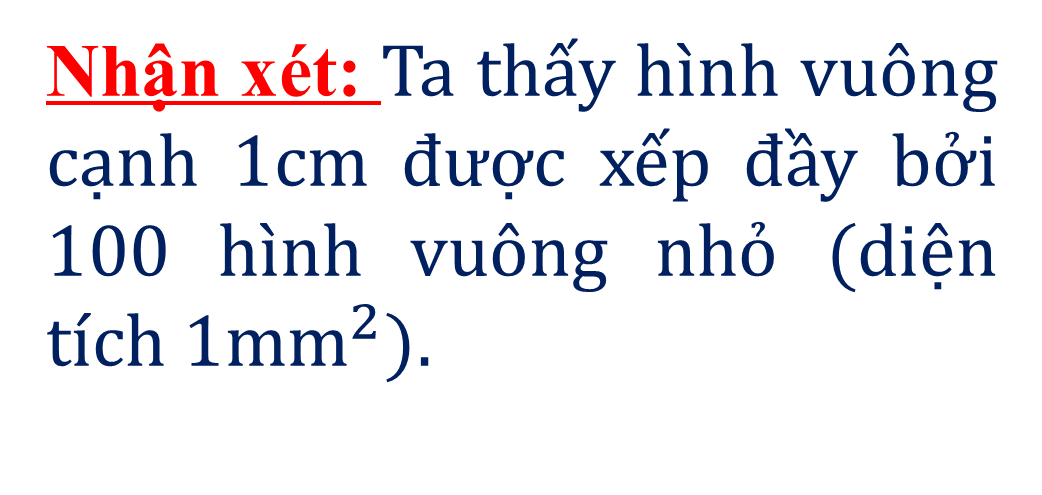 Nhận xét: Ta thấy hình vuông
cạnh 1cm được xếp đầy bởi
100 hình vuông nhỏ (diện
tích 1mm²).